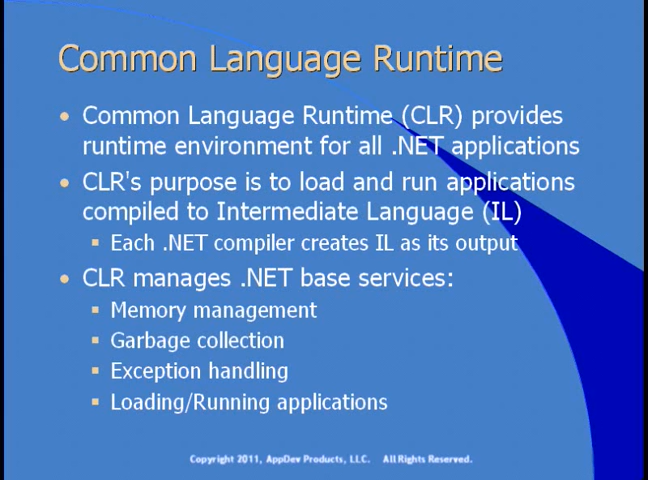 Common Language Runtime
• Common Language Runtime (CLR) provides
runtime environment for all .NET applications
• CLR's purpose is to load and run applications
compiled to Intermediate Language (IL)
▪ Each .NET compiler creates IL as its output
• CLR manages .NET base services:
▪ Memory management
▪ Garbage collection
▪ Exception handling
▪ Loading/Running applications
Copyright 2011, AppDev Products, LLC. All Rights Reserved.